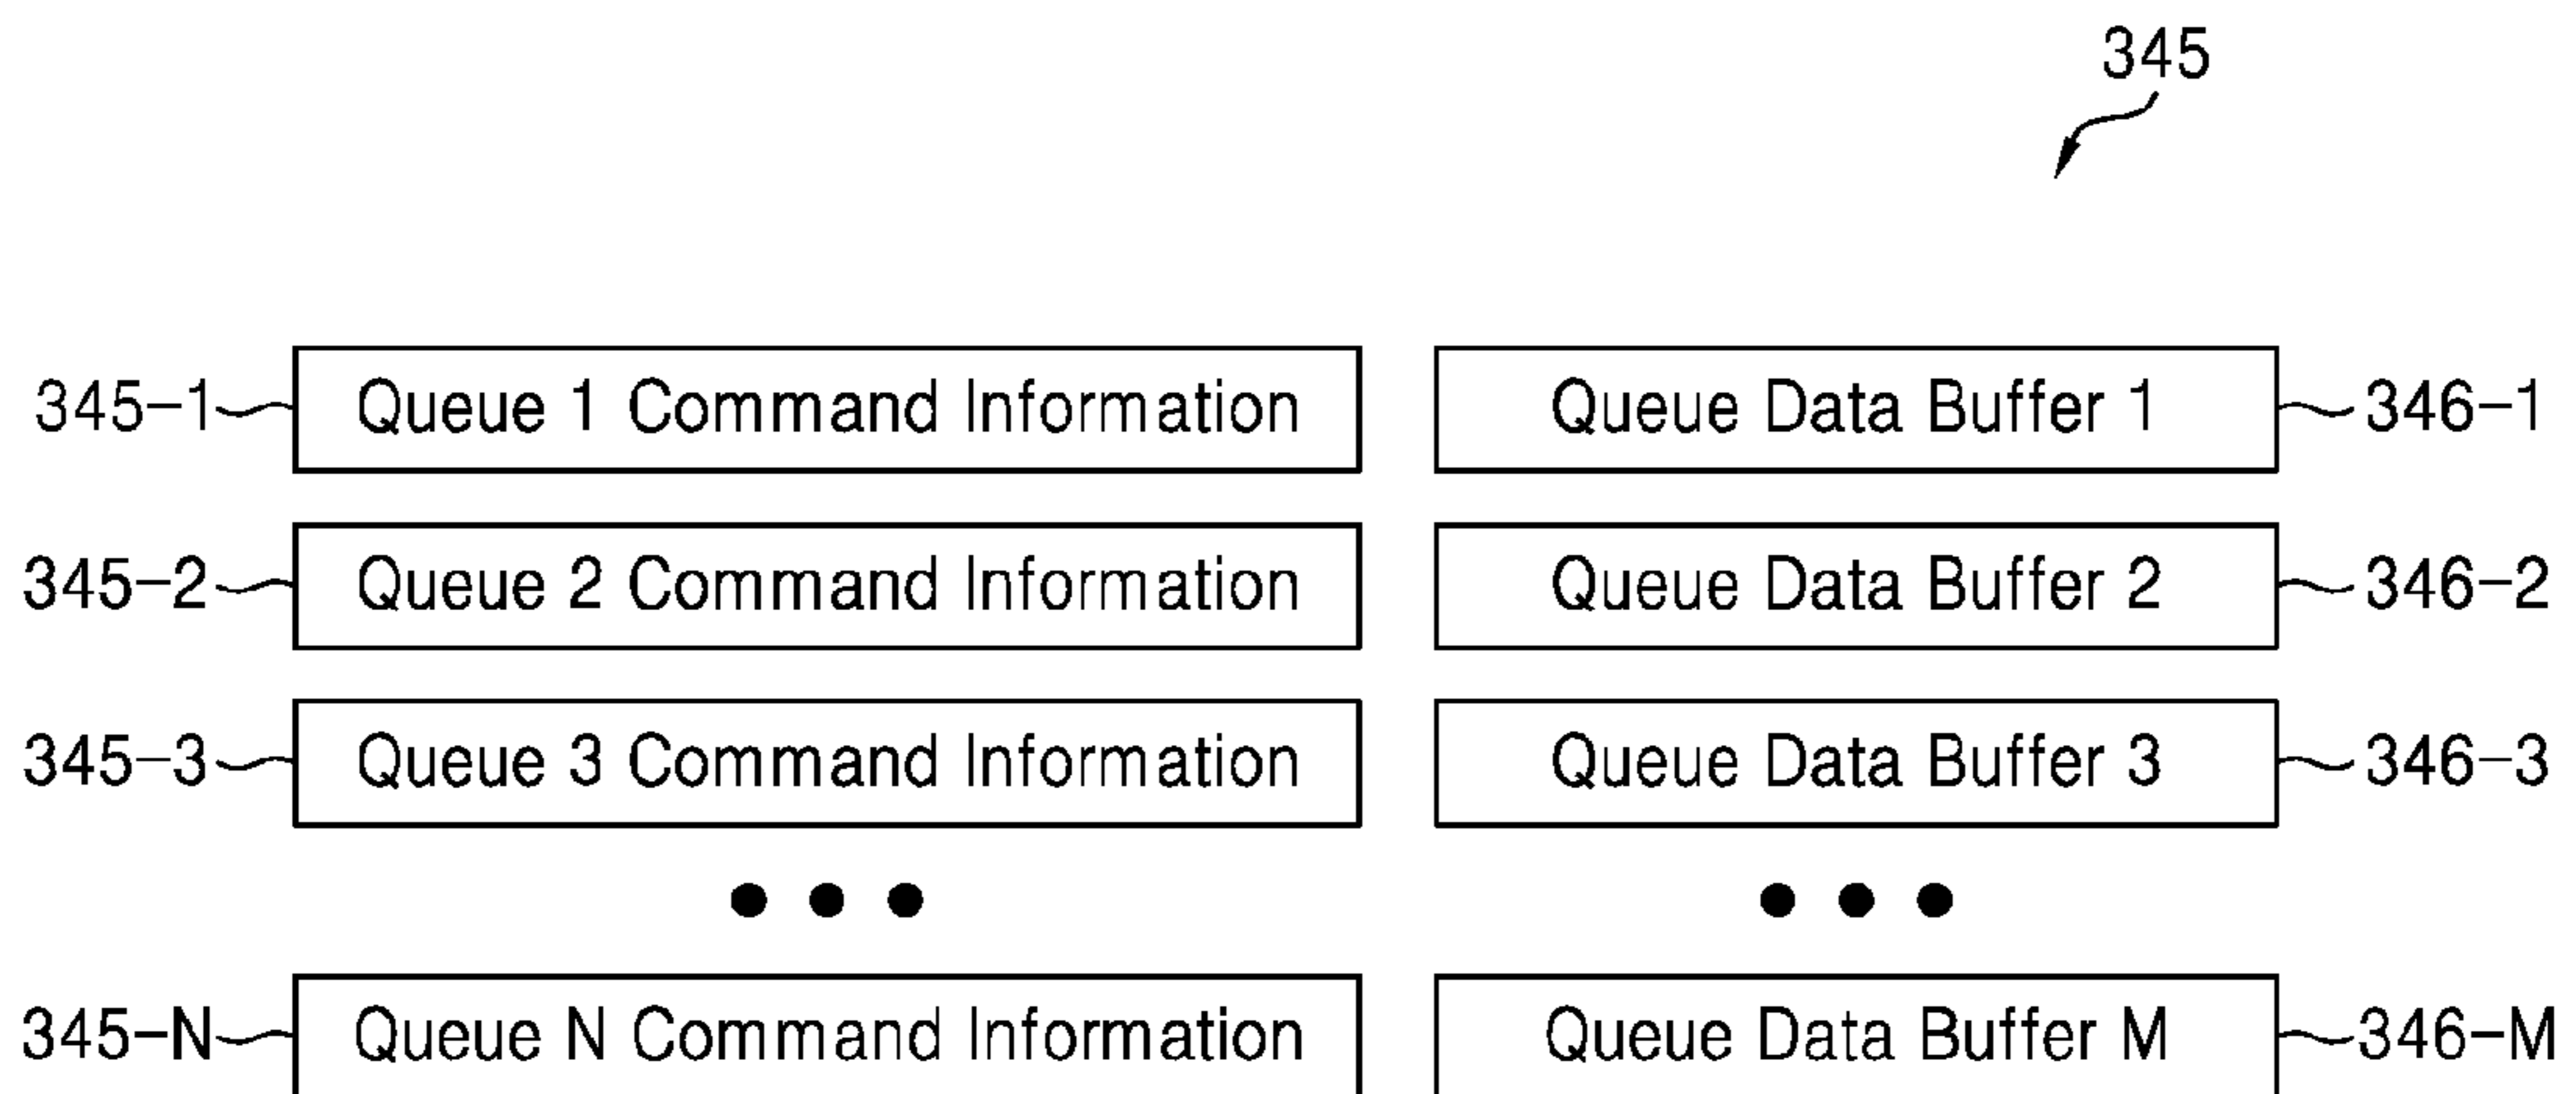 345
345-1 Queue 1 Command Information Queue Data Buffer 1 346-1
345-2 Queue 2 Command Information Queue Data Buffer 2 346-2
345-3 Queue 3 Command Information Queue Data Buffer 3 346-3
345-N Queue N Command Information Queue Data Buffer M 346-M